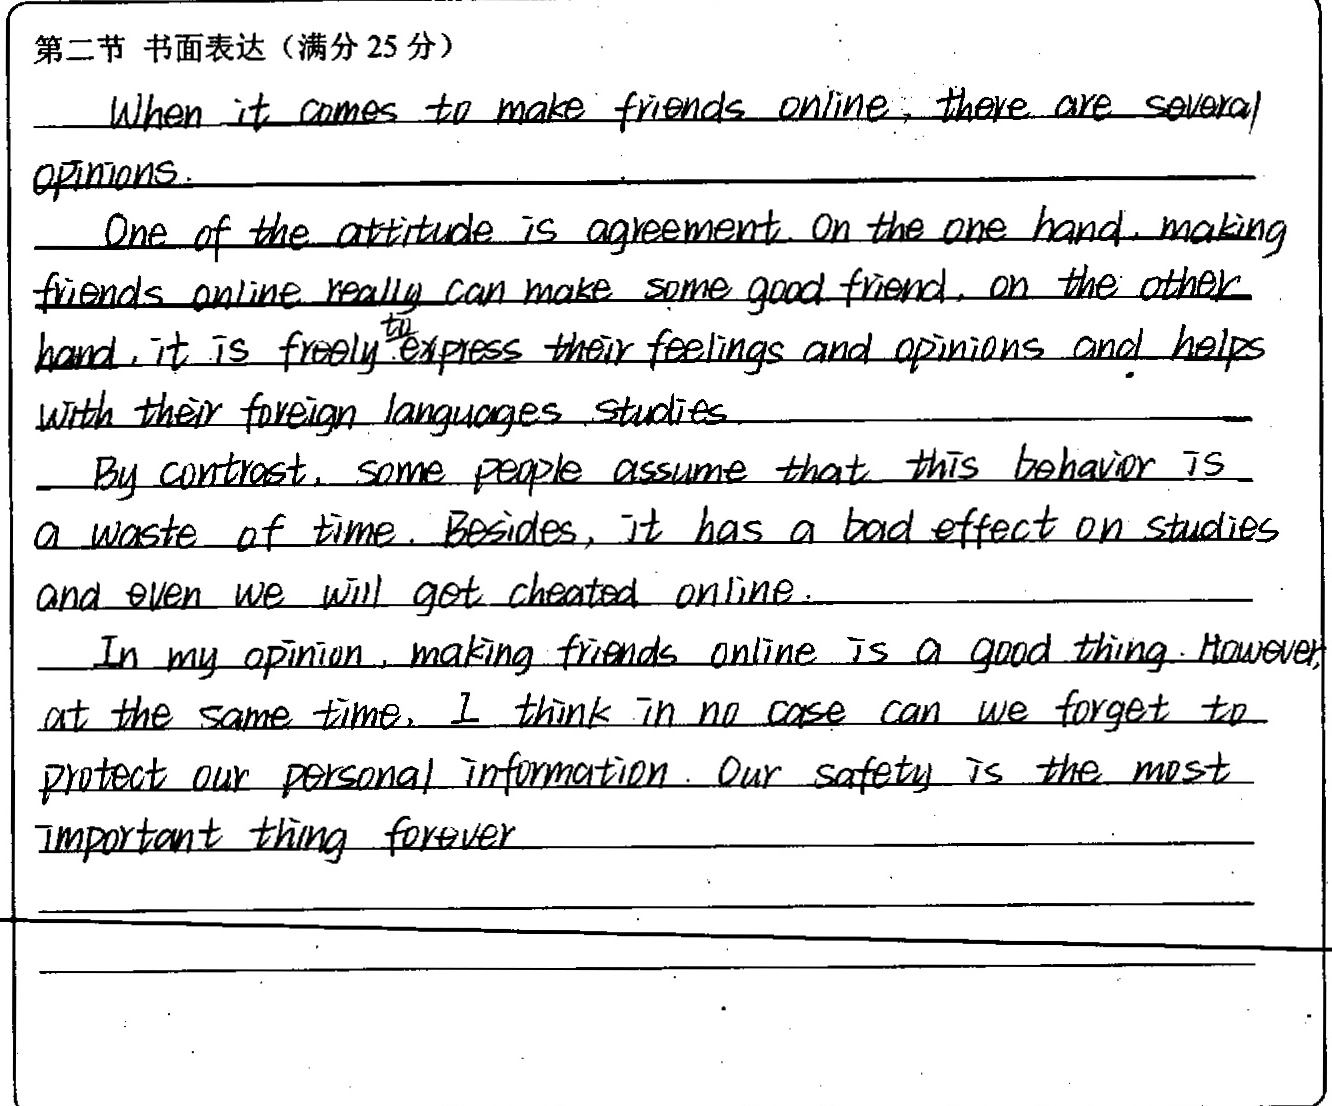 第二节 书面表达（满分 25 分）
When it comes to make friends online, there are several
opinions.
One of the attitude is agreement. On the one hand, making
friends online really can make some good friend, on the other
hand, it is freely to express their feelings and opinions and helps
with their foreign languages studies.
By contrast, some people assume that this behavior is
a waste of time. Besides, it has a bad effect on studies
and even we will get cheated online.
In my opinion, making friends online is a good thing. However,
at the same time, I think in no case can we forget to
protect our personal information. Our safety is the most
important thing forever